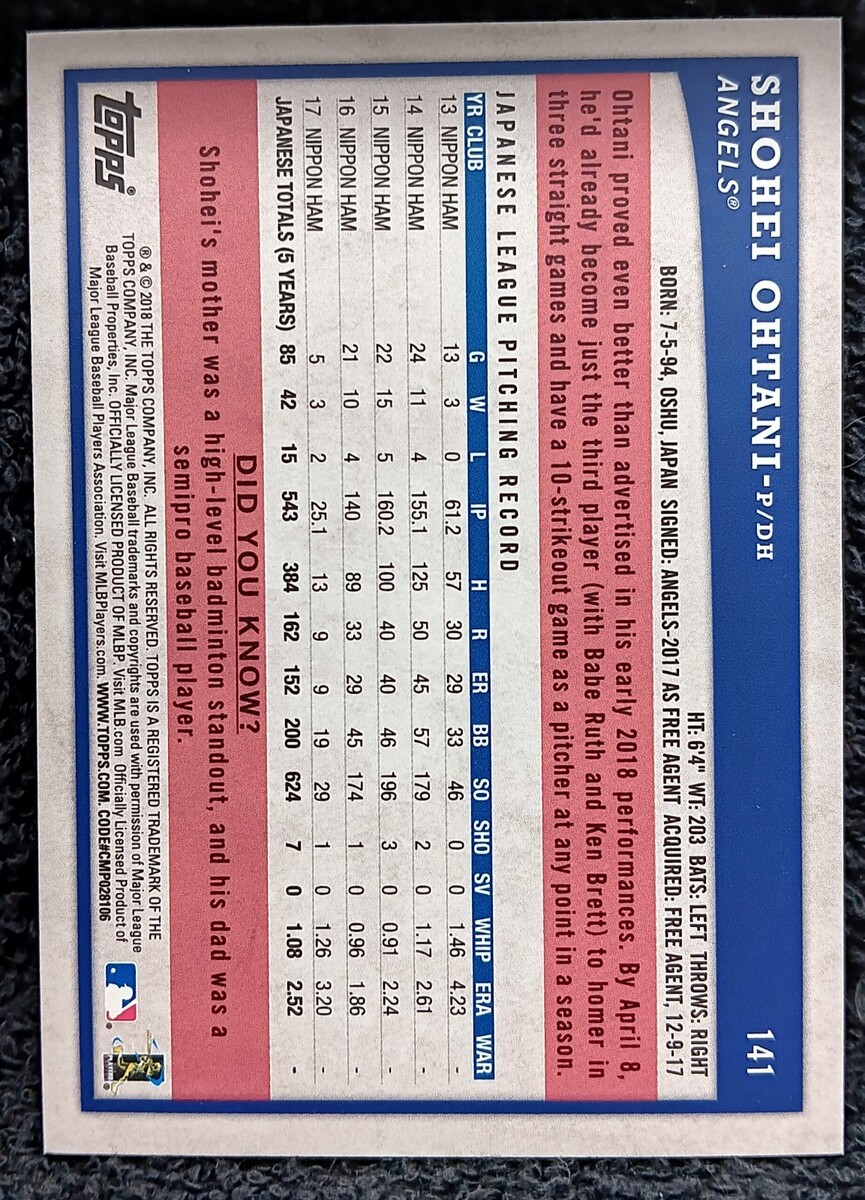 SHOHEI OHTANI-P/DH 141
ANGELS®
HT: 6'4" WT: 203 BATS: LEFT THROWS: RIGHT
BORN: 7-5-94, OSHU, JAPAN SIGNED: ANGELS-2017 AS FREE AGENT ACQUIRED: FREE AGENT, 12-9-17
Ohtani proved even better than advertised in his early 2018 performances. By April 8,
he'd already become just the third player (with Babe Ruth and Ken Brett) to homer in
three straight games and have a 10-strikeout game as a pitcher at any point in a season.
JAPANESE LEAGUE PITCHING RECORD
YR CLUB G W L IP H R ER BB SO SHO SV WHIP ERA WAR
13 NIPPON HAM 13 3 0 61.2 57 30 29 33 46 0 0 1.46 4.23 -
14 NIPPON HAM 24 11 4 155.1 125 50 45 57 179 2 0 1.17 2.61 -
15 NIPPON HAM 22 15 5 160.2 100 40 40 46 196 3 0 0.91 2.24 -
16 NIPPON HAM 21 10 4 140 89 33 29 45 174 1 0 0.96 1.86 -
17 NIPPON HAM 5 3 2 25.1 13 9 9 19 29 1 0 1.26 3.20 -
JAPANESE TOTALS (5 YEARS) 85 42 15 543 384 162 152 200 624 7 0 1.08 2.52 -
DID YOU KNOW?
Shohei's mother was a high-level badminton standout, and his dad was a
semipro baseball player.
topps®
® & © 2018 THE TOPPS COMPANY, INC. ALL RIGHTS RESERVED. TOPPS IS A REGISTERED TRADEMARK OF THE
TOPPS COMPANY, INC. Major League Baseball trademarks and copyrights are used with permission of Major League
Baseball Properties, Inc. OFFICIALLY LICENSED PRODUCT OF MLBP. Visit MLB.com Officially Licensed Product of
Major League Baseball Players Association. Visit MLBPlayers.com. WWW.TOPPS.COM. CODE#CMP028106